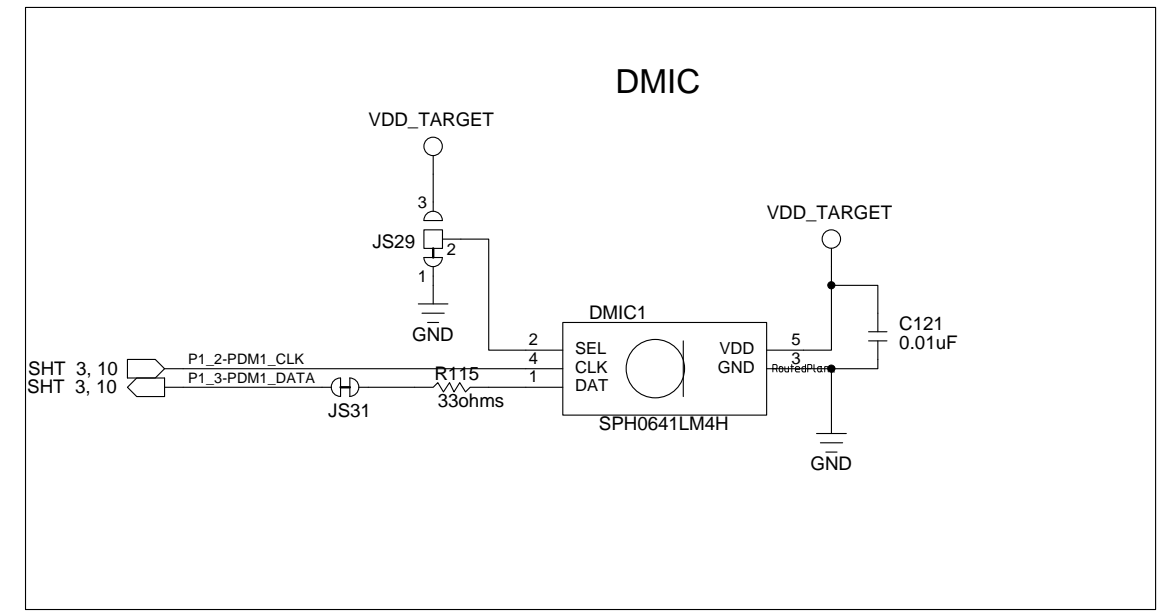 DMIC
VDD_TARGET
3
VDD_TARGET
JS29
2
1
GND
DMIC1
C121
0.01uF
2 SEL VDD 5
SHT 3, 10 P1_2-PDM1_CLK 4 CLK GND 3
SHT 3, 10 P1_3-PDM1_DATA R115 1 DAT
JS31 33ohms
SPH0641LM4H
GND